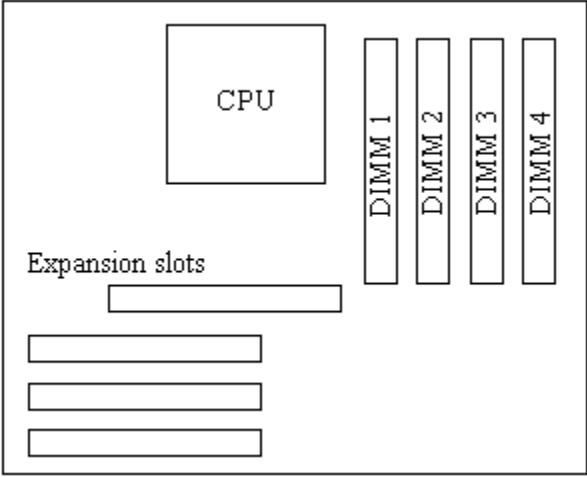 CPU
DIMM 1
DIMM 2
DIMM 3
DIMM 4
Expansion slots